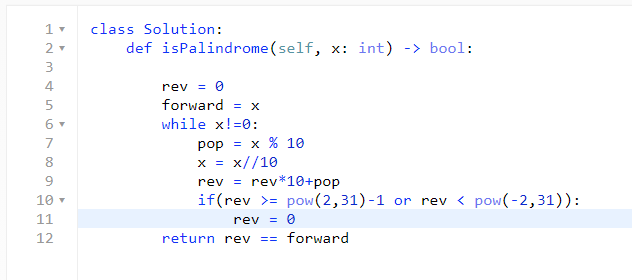 1 class Solution:
2     def isPalindrome(self, x: int) -> bool:
3
4         rev = 0
5         forward = x
6         while x!=0:
7             pop = x % 10
8             x = x//10
9             rev = rev*10+pop
10             if(rev >= pow(2,31)-1 or rev < pow(-2,31)):
11                 rev = 0
12         return rev == forward